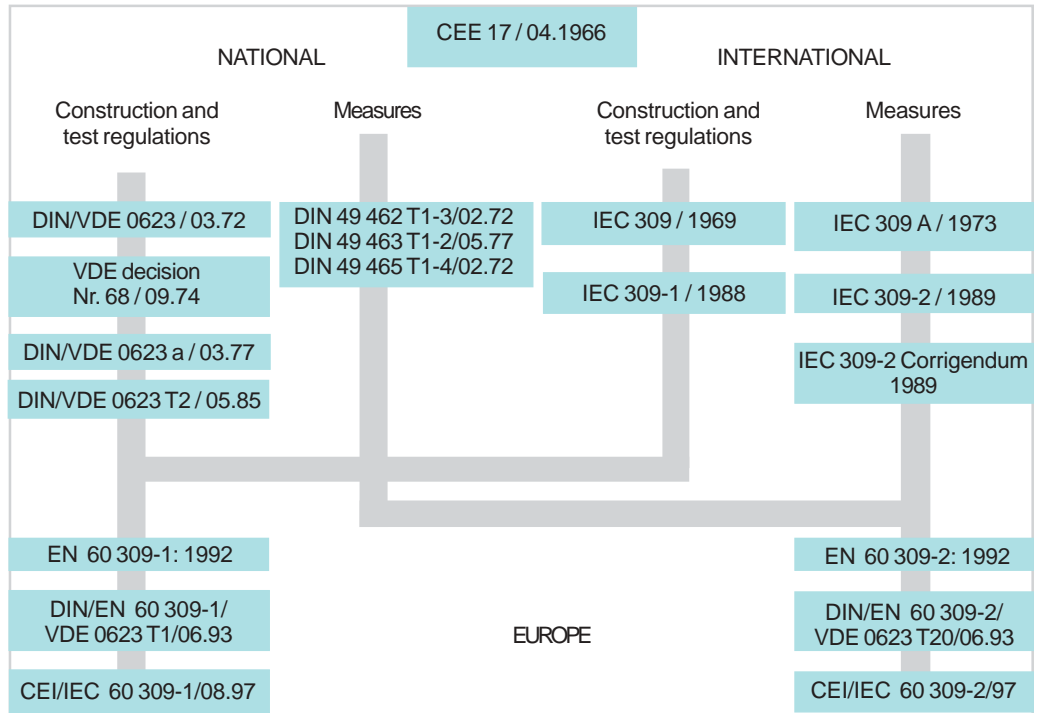 CEE 17 / 04.1966
NATIONAL
INTERNATIONAL
Construction and
test regulations
Measures
Construction and
test regulations
Measures
DIN/VDE 0623 / 03.72
VDE decision
Nr. 68 / 09.74
DIN/VDE 0623 a / 03.77
DIN/VDE 0623 T2 / 05.85
DIN 49 462 T1-3/02.72
DIN 49 463 T1-2/05.77
DIN 49 465 T1-4/02.72
IEC 309 / 1969
IEC 309-1 / 1988
IEC 309 A / 1973
IEC 309-2 / 1989
IEC 309-2 Corrigendum
1989
EN 60 309-1: 1992
DIN/EN 60 309-1/
VDE 0623 T1/06.93
CEI/IEC 60 309-1/08.97
EUROPE
EN 60 309-2: 1992
DIN/EN 60 309-2/
VDE 0623 T20/06.93
CEI/IEC 60 309-2/97